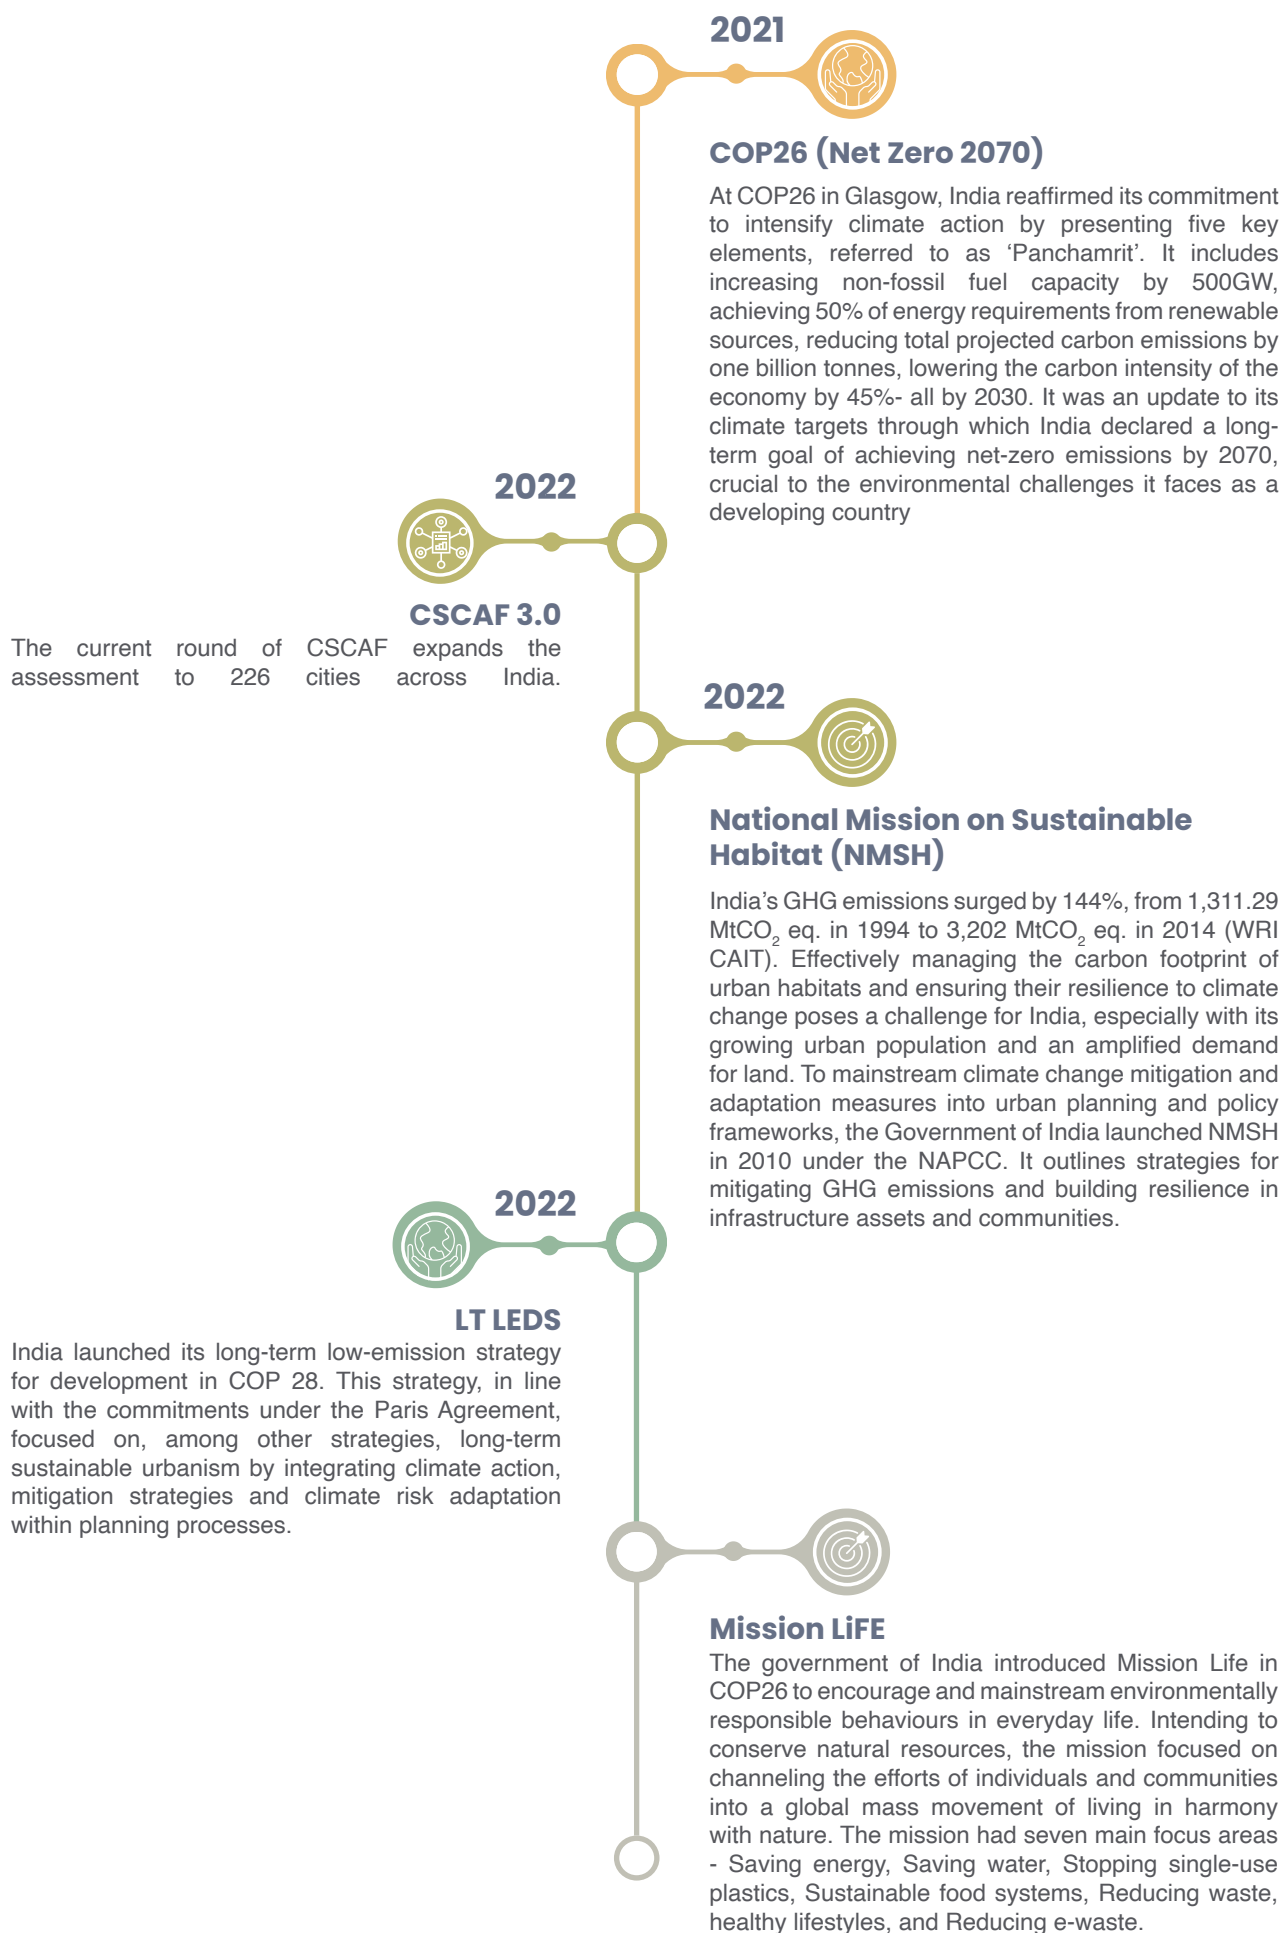 2021
COP26 (Net Zero 2070)
At COP26 in Glasgow, India reaffirmed its commitment
to intensify climate action by presenting five key
elements, referred to as ‘Panchamrit’. It includes
increasing non-fossil fuel capacity by 500GW,
achieving 50% of energy requirements from renewable
sources, reducing total projected carbon emissions by
one billion tonnes, lowering the carbon intensity of the
economy by 45%- all by 2030. It was an update to its
climate targets through which India declared a long-
term goal of achieving net-zero emissions by 2070,
crucial to the environmental challenges it faces as a
developing country
2022
CSCAF 3.0
The current round of CSCAF expands the
assessment to 226 cities across India.
2022
National Mission on Sustainable
Habitat (NMSH)
India’s GHG emissions surged by 144%, from 1,311.29
MtCO₂ eq. in 1994 to 3,202 MtCO₂ eq. in 2014 (WRI
CAIT). Effectively managing the carbon footprint of
urban habitats and ensuring their resilience to climate
change poses a challenge for India, especially with its
growing urban population and an amplified demand
for land. To mainstream climate change mitigation and
adaptation measures into urban planning and policy
frameworks, the Government of India launched NMSH
in 2010 under the NAPCC. It outlines strategies for
mitigating GHG emissions and building resilience in
infrastructure assets and communities.
2022
LT LEDS
India launched its long-term low-emission strategy
for development in COP 28. This strategy, in line
with the commitments under the Paris Agreement,
focused on, among other strategies, long-term
sustainable urbanism by integrating climate action,
mitigation strategies and climate risk adaptation
within planning processes.
Mission LiFE
The government of India introduced Mission Life in
COP26 to encourage and mainstream environmentally
responsible behaviours in everyday life. Intending to
conserve natural resources, the mission focused on
channeling the efforts of individuals and communities
into a global mass movement of living in harmony
with nature. The mission had seven main focus areas
- Saving energy, Saving water, Stopping single-use
plastics, Sustainable food systems, Reducing waste,
healthy lifestyles, and Reducing e-waste.